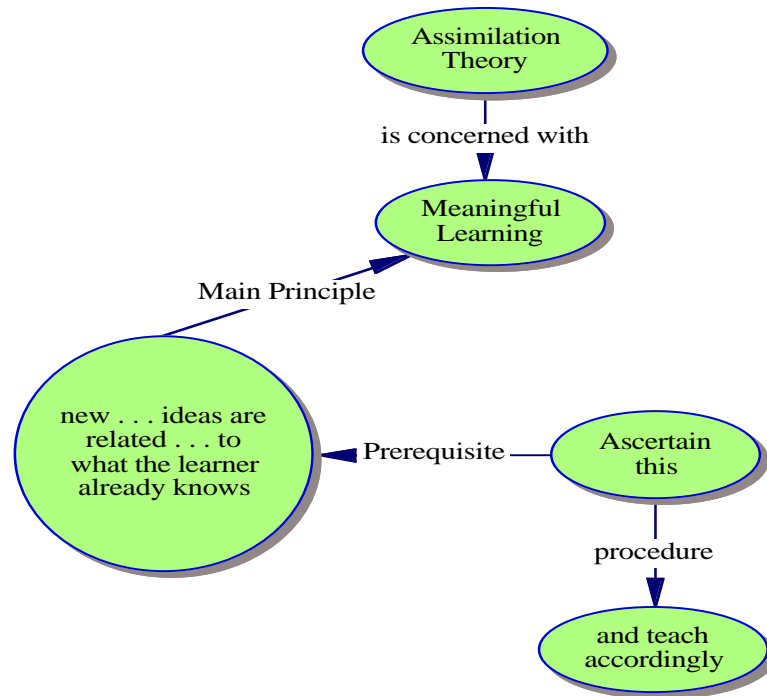 Assimilation
Theory
is concerned with
Meaningful
Learning
Main Principle
new . . . ideas are
related . . . to
what the learner
already knows
Prerequisite
Ascertain
this
procedure
and teach
accordingly